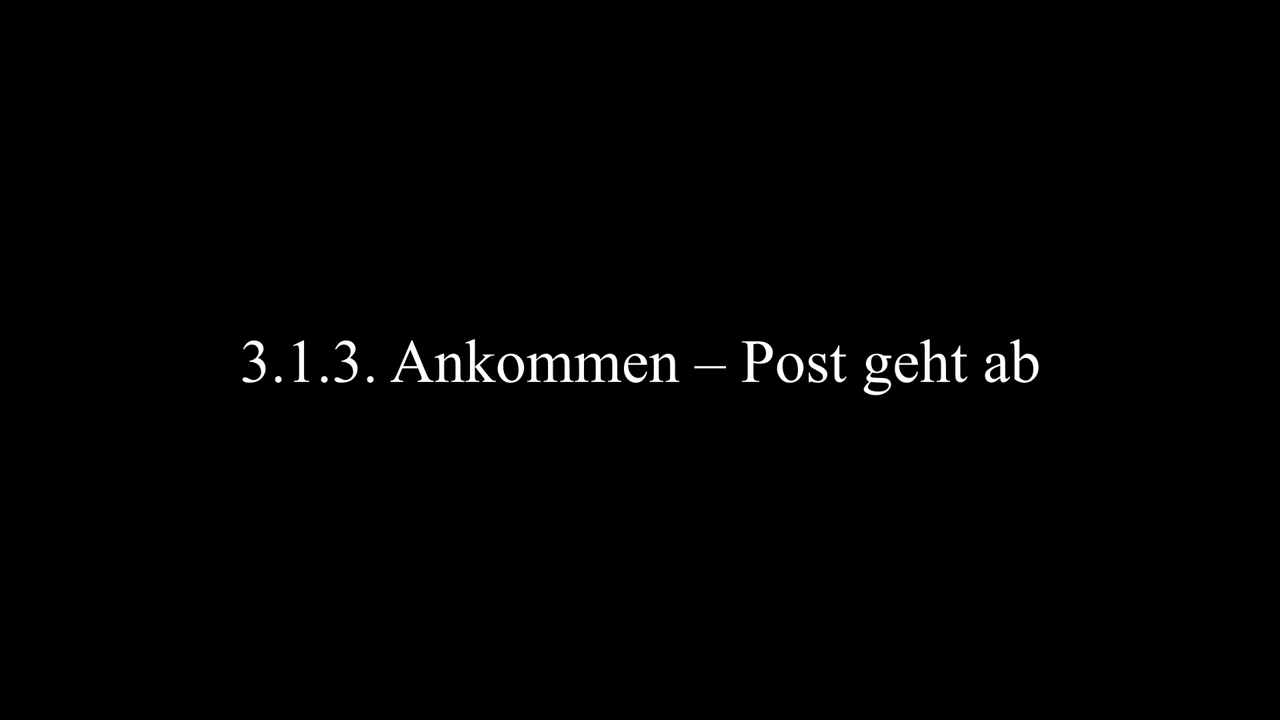 3.1.3. Ankommen – Post geht ab